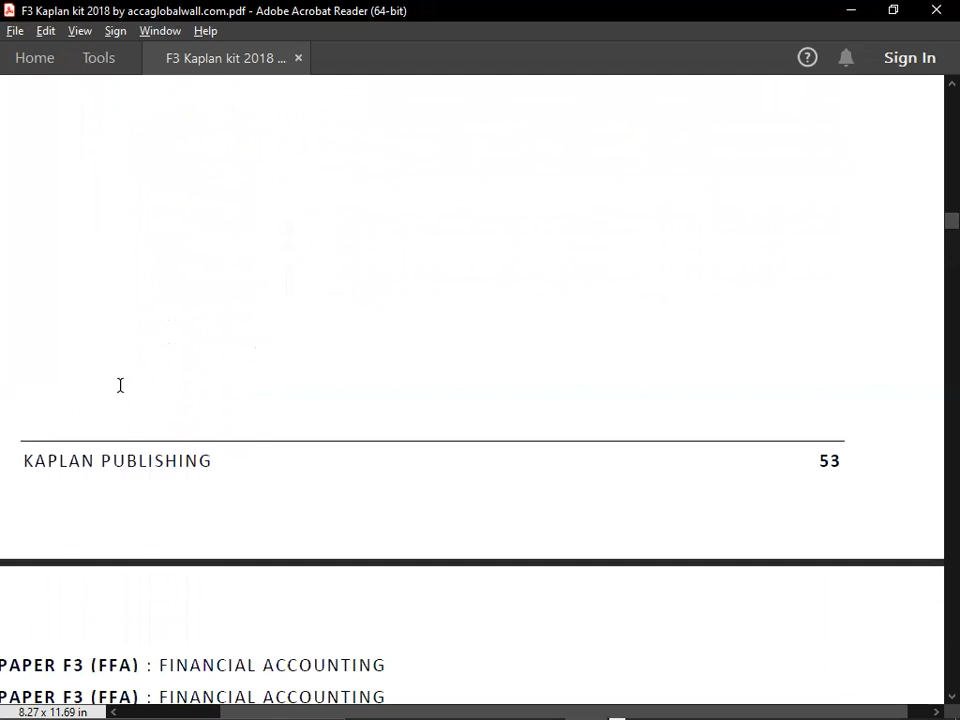 F3 Kaplan kit 2018 by accaglobalwall.com.pdf - Adobe Acrobat Reader (64-bit)
File Edit View Sign Window Help
Home Tools F3 Kaplan kit 2018 ... × ? Sign In
KAPLAN PUBLISHING 53
PAPER F3 (FFA) : FINANCIAL ACCOUNTING
PAPER F3 (FFA) : FINANCIAL ACCOUNTING
8.27 x 11.69 in